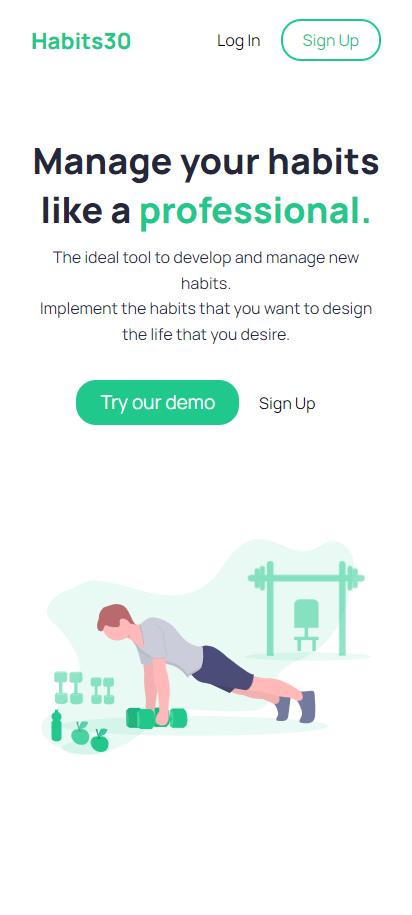 Habits30 Log In Sign Up
Manage your habits
like a professional.
The ideal tool to develop and manage new
habits.
Implement the habits that you want to design
the life that you desire.
Try our demo Sign Up